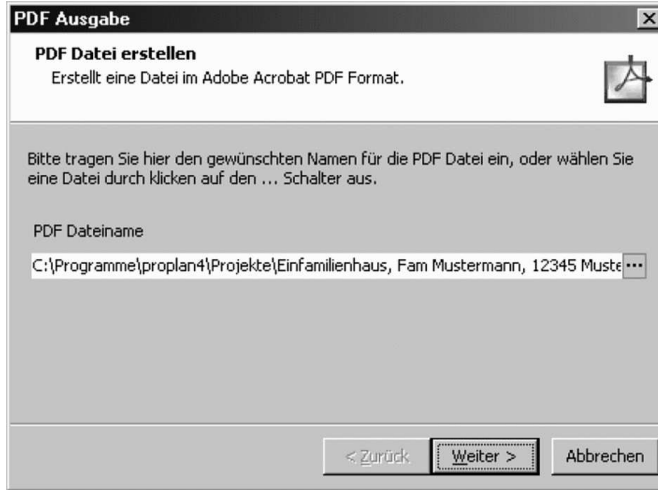 PDF Ausgabe
PDF Datei erstellen
Erstellt eine Datei im Adobe Acrobat PDF Format.
Bitte tragen Sie hier den gewünschten Namen für die PDF Datei ein, oder wählen Sie
eine Datei durch klicken auf den ... Schalter aus.
PDF Dateiname
C:\Programme\proplan4\Projekte\Einfamilienhaus, Fam Mustermann, 12345 Muste ...
< Zurück Weiter > Abbrechen